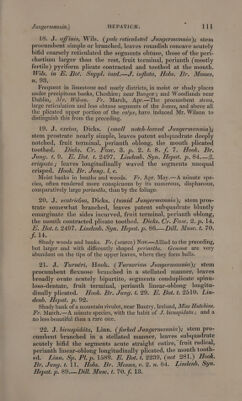 Jungermannia.] HEPATICÆ. 111
18. J. affinis, Wils. (pale reticulated Jungermannia); stem
procumbent simple or branched, leaves roundish concave acutely
bifid coarsely reticulated the segments obtuse, those of the peri-
chætium larger than the rest, fruit terminal, perianth (mostly
fertile) pyriform plicate contracted and toothed at the mouth.
Wils. in E. Bot. Suppl. ined.—J. inflata, Hobs. Br. Mosses,
n. 93.
Frequent in limestone and marly districts, in moist or shady places
under precipitous banks, Cheshire; near Bangor; and Woodlands near
Dublin, Mr. Wilson. Fr. March, Apr.—The procumbent stem,
large reticulation and less obtuse segments of the leaves, and above all
the plicated upper portion of the calyx, have induced Mr. Wilson to
distinguish this from the preceding.
19. J. excisa, Dicks. (small notch-leaved Jungermannia);
stem prostrate nearly simple, leaves patent subquadrate deeply
notched, fruit terminal, perianth oblong, the mouth plicated
toothed. Dicks. Cr. Fasc. 3. p. 2. t. 8. f. 7. Hook. Br.
Jung. t. 9. E. Bot. t. 2497. Lindenb. Syn. Hepat. p. 84.—β.
crispata; leaves longitudinally waved the segments unequal
crisped. Hook. Br. Jung. l. c.
Moist banks in heaths and woods. Fr. Apr. May.—A minute spe-
cies, often rendered more conspicuous by its numerous, disphanous,
comparatively large perianths, than by the foliage.
20. J. ventricósa, Dicks. (tumid Jungermannia); stem pros-
trate somewhat branched, leaves patent subquadrate bluntly
emarginate the sides incurved, fruit terminal, perianth oblong,
the mouth contracted plicate toothed. Dicks. Cr. Fasc. 2. p. 14.
E. Bot. t. 2497. Lindenb. Syn. Hepat. p. 86.—Dill. Musc. t. 70.
f. 14.
Shady woods and banks. Fr. (scarce) Nov.—Allied to the preceding,
but larger and with differently shaped perianths. Gemmæ are very
abundant on the tips of the upper leaves, where they form balls.
21. J. Turneri, Hook. (Turnerian Jungermannia); stem
procumbent flexuose branched in a stellated manner, leaves
broadly ovate acutely bipartite, segments conduplicate spinu-
loso-dentate, fruit terminal, perianth linear-oblong longitu-
dinally plicated. Hook. Br. Jung. t. 29. E. Bot. t. 2510. Lin-
denb. Hepat. p. 92.
Shady bank of a mountain rivulet, near Bantry, Ireland, Miss Hutchins.
Fr. March.—A minute species, with the habit of J. bicuspidata; and a
no less beautiful than a rare one.
22. J. bicuspidáta, Linn. (forked Jungermannia); stem pro-
cumbent branched in a stellated manner, leaves subquadrate
acutely bifid the segments acute straight entire, fruit radical,
perianth linear-oblong longitudinally plicated, the mouth tooth-
ed. Linn. Sp. Pl. p. 1589. E. Bot. t. 2239, (not 281.) Hook.
Br. Jung. t. 11. Hobs. Br. Mosses, v. 2. n. 64. Lindenb. Syn.
Hepat. p. 89.—Dill. Musc. t. 70. f. 13.